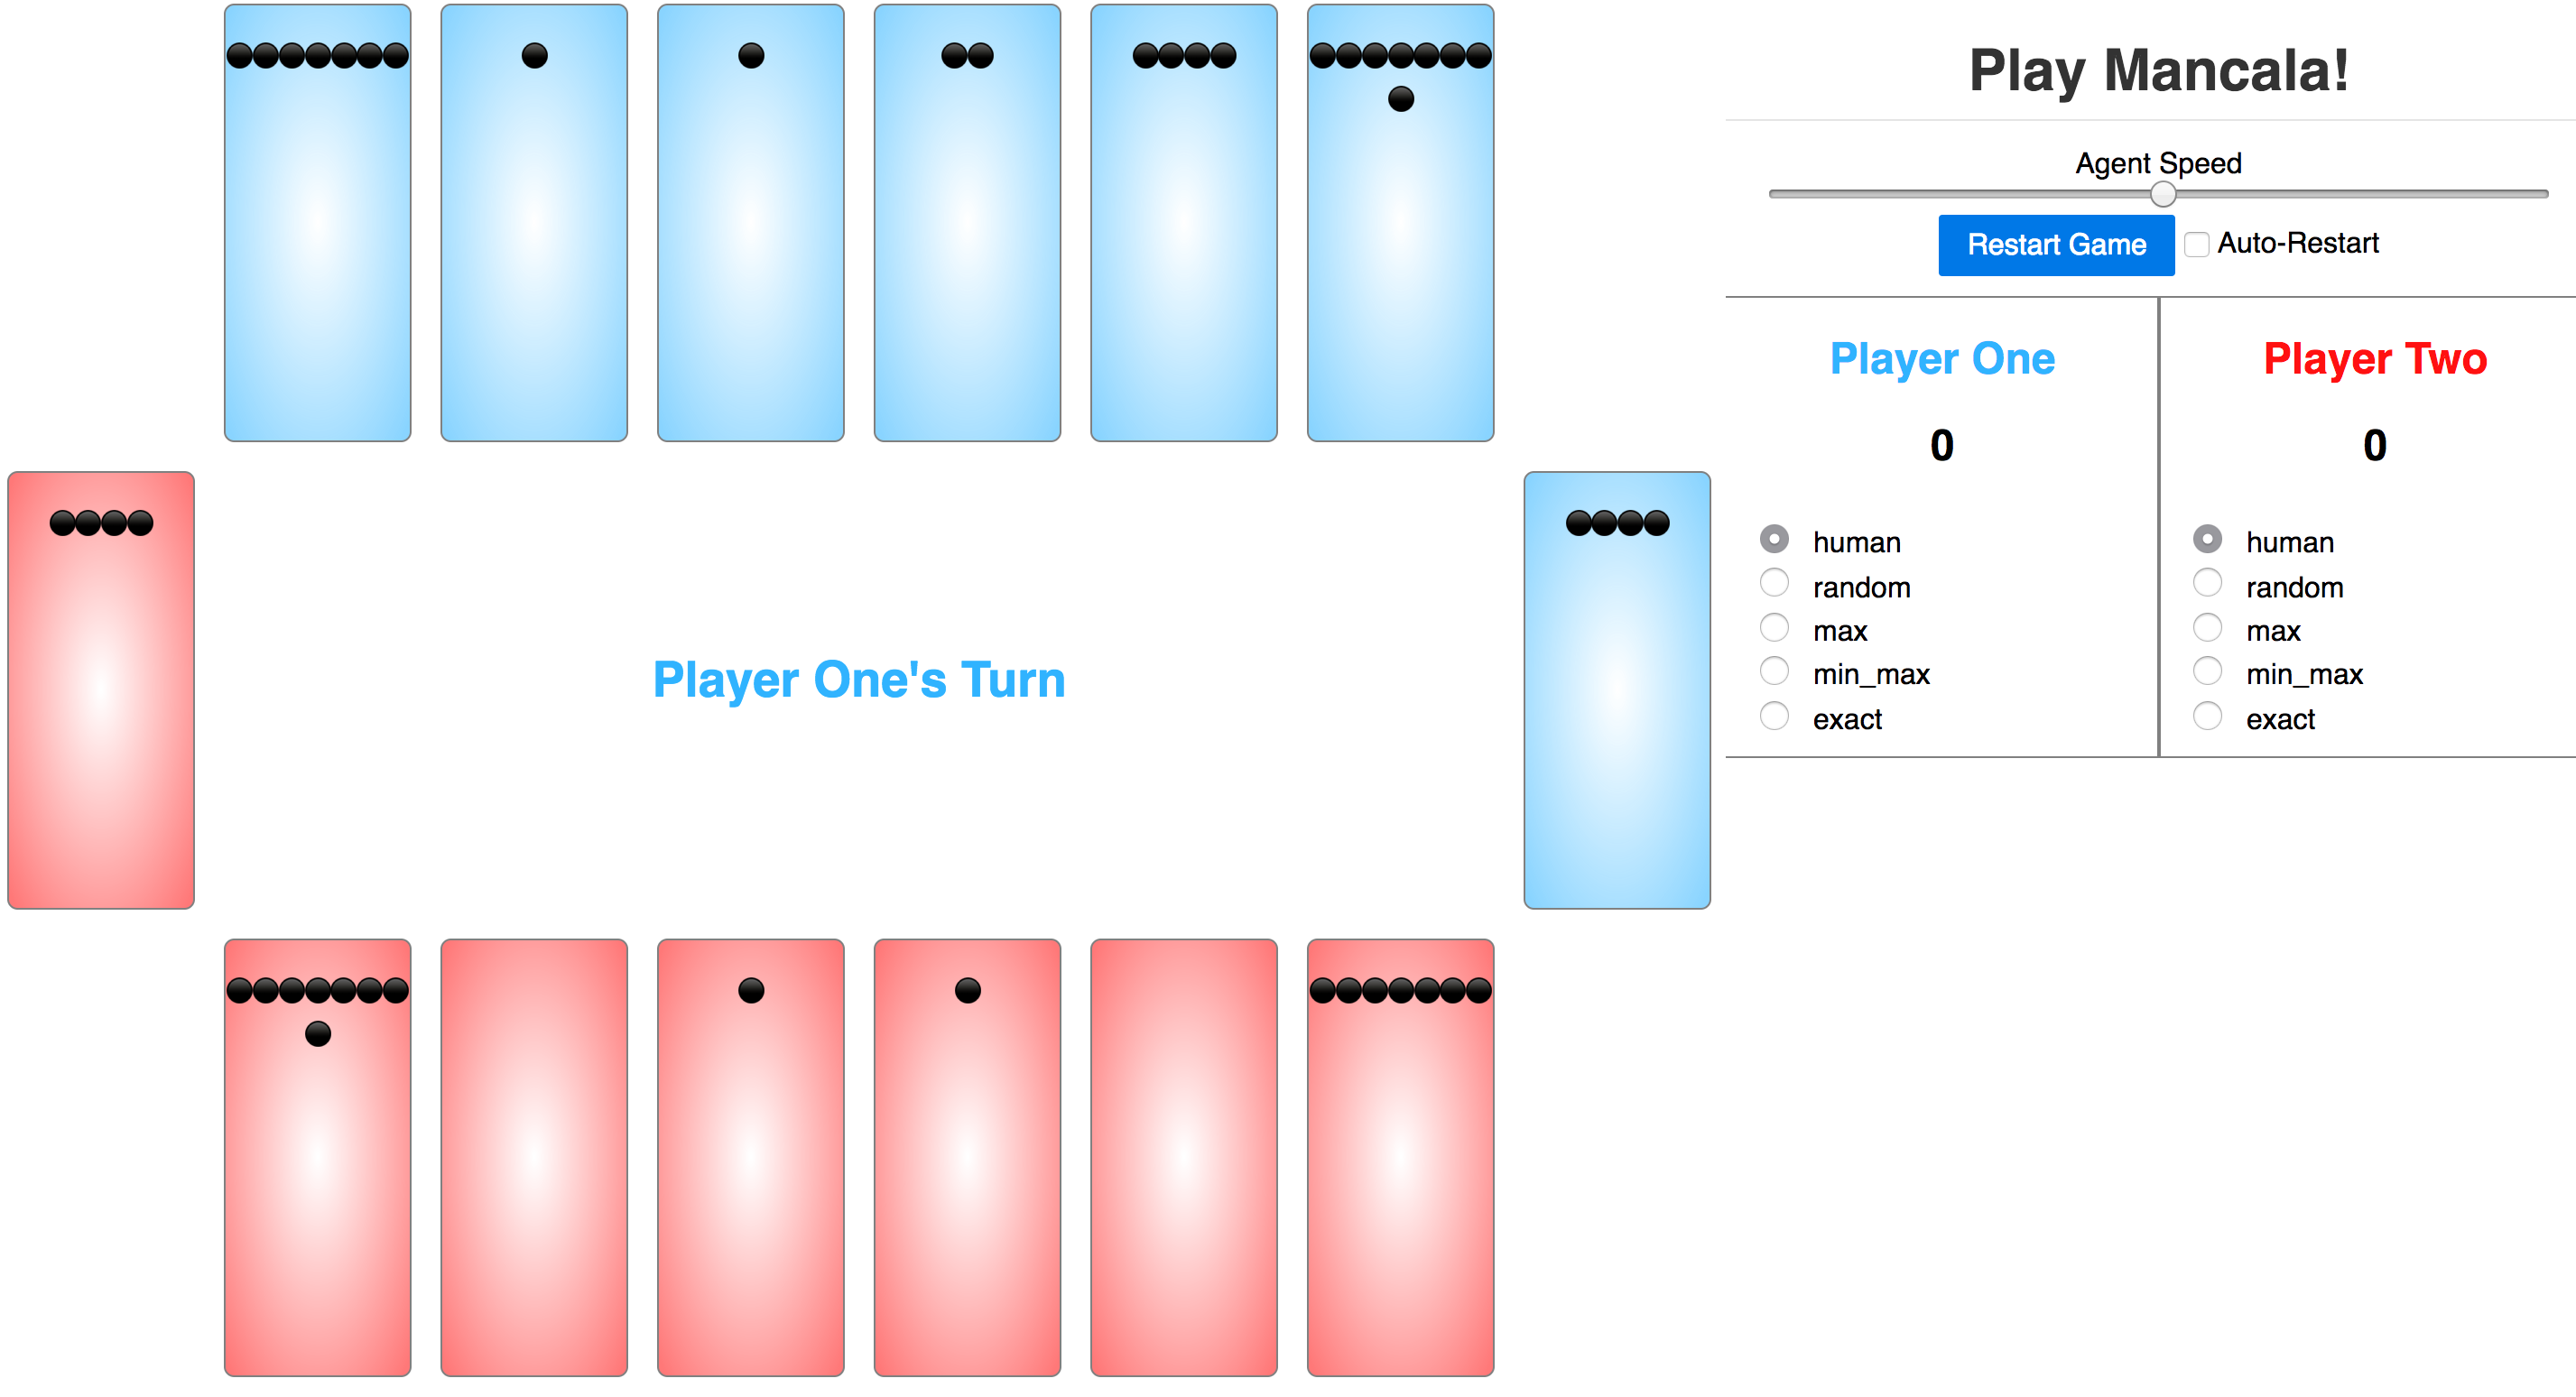 Play Mancala!
Agent Speed
Restart Game Auto-Restart
Player One Player Two
0 0
human human
random random
max max
min_max min_max
exact exact
Player One's Turn